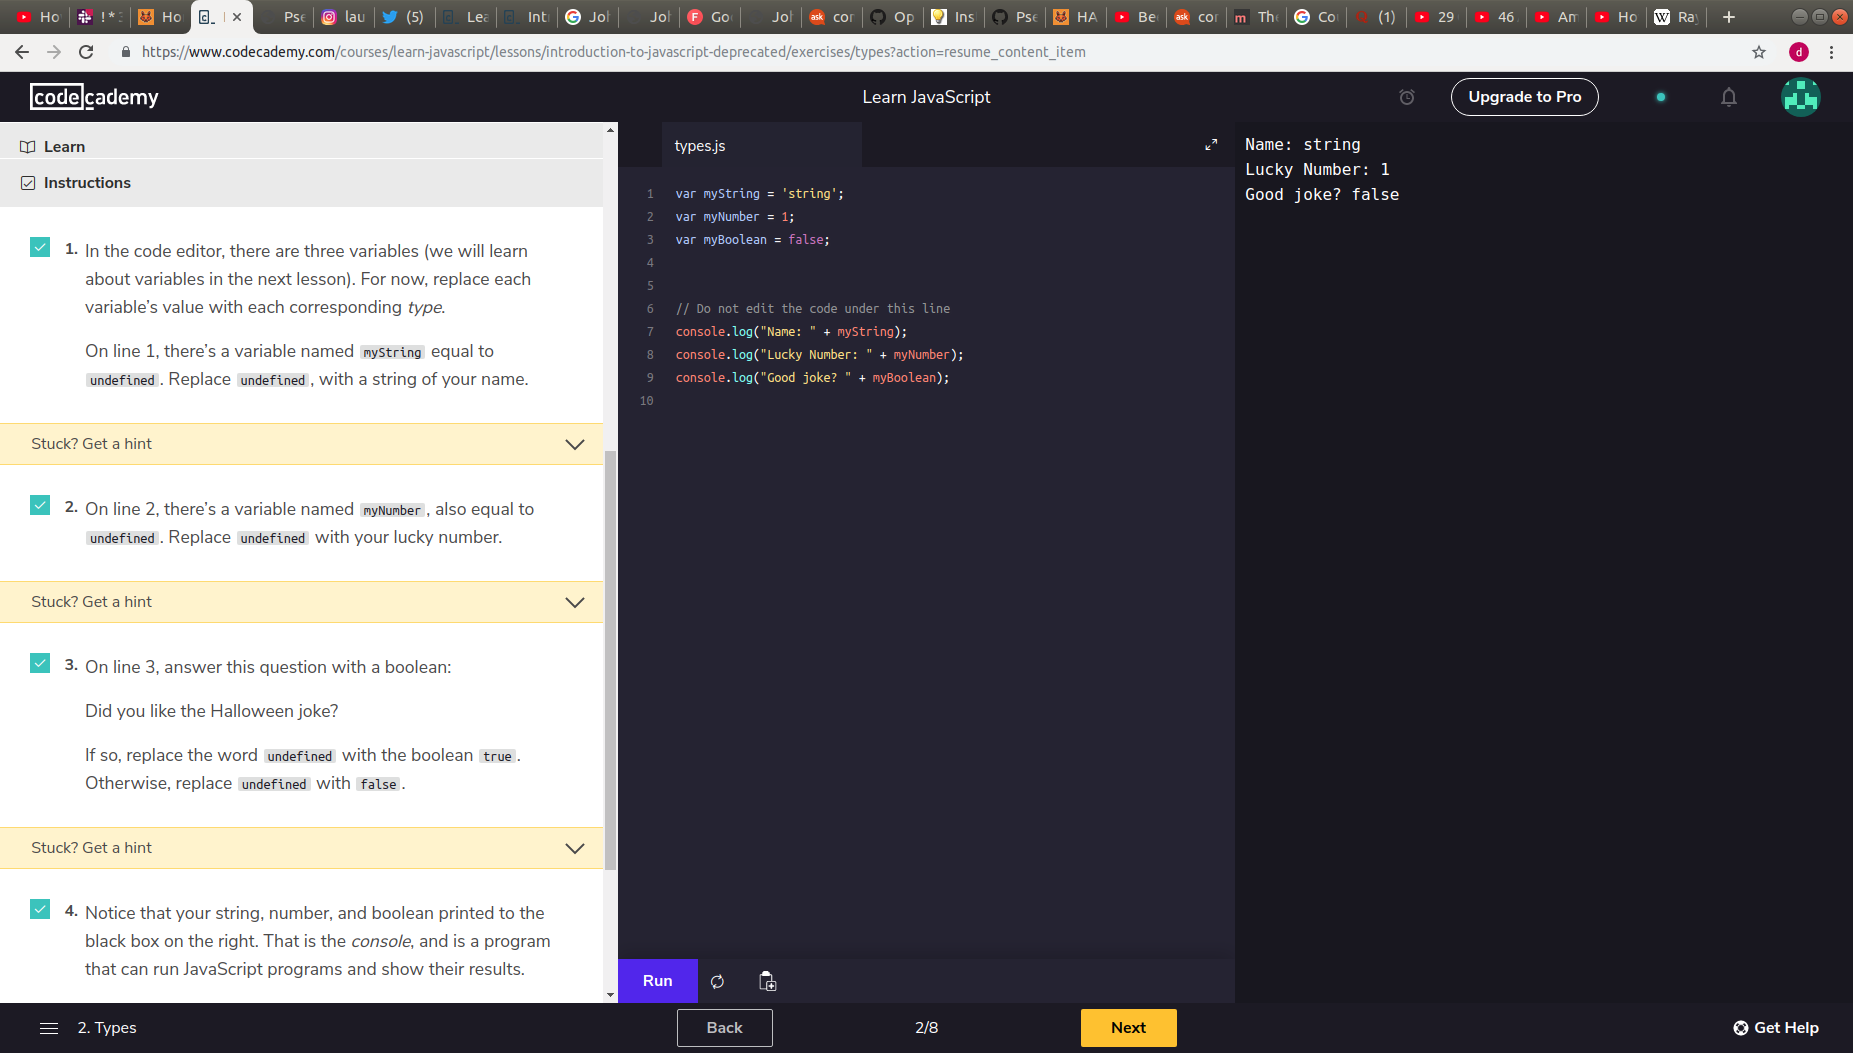 Ho
! *
Ho
Pse
lau
(5)
Lea
Int
Joh
Joh
Go
Joh
ask cor
Op
Ins
Pse
HA
Be
ask cor
m The
Co
(1)
29
46
Am
Ho
W Ray
https://www.codecademy.com/courses/learn-javascript/lessons/introduction-to-javascript-deprecated/exercises/types?action=resume_content_item
d
codecademy
Learn JavaScript
Upgrade to Pro
Learn
Instructions
1. In the code editor, there are three variables (we will learn
about variables in the next lesson). For now, replace each
variable’s value with each corresponding type.
On line 1, there’s a variable named myString equal to
undefined. Replace undefined, with a string of your name.
Stuck? Get a hint
2. On line 2, there’s a variable named myNumber, also equal to
undefined. Replace undefined with your lucky number.
Stuck? Get a hint
3. On line 3, answer this question with a boolean:
Did you like the Halloween joke?
If so, replace the word undefined with the boolean true.
Otherwise, replace undefined with false.
Stuck? Get a hint
4. Notice that your string, number, and boolean printed to the
black box on the right. That is the console, and is a program
that can run JavaScript programs and show their results.
types.js
1 var myString = 'string';
2 var myNumber = 1;
3 var myBoolean = false;
4
5
6 // Do not edit the code under this line
7 console.log("Name: " + myString);
8 console.log("Lucky Number: " + myNumber);
9 console.log("Good joke? " + myBoolean);
10
Run
Name: string
Lucky Number: 1
Good joke? false
2. Types
Back
2/8
Next
Get Help